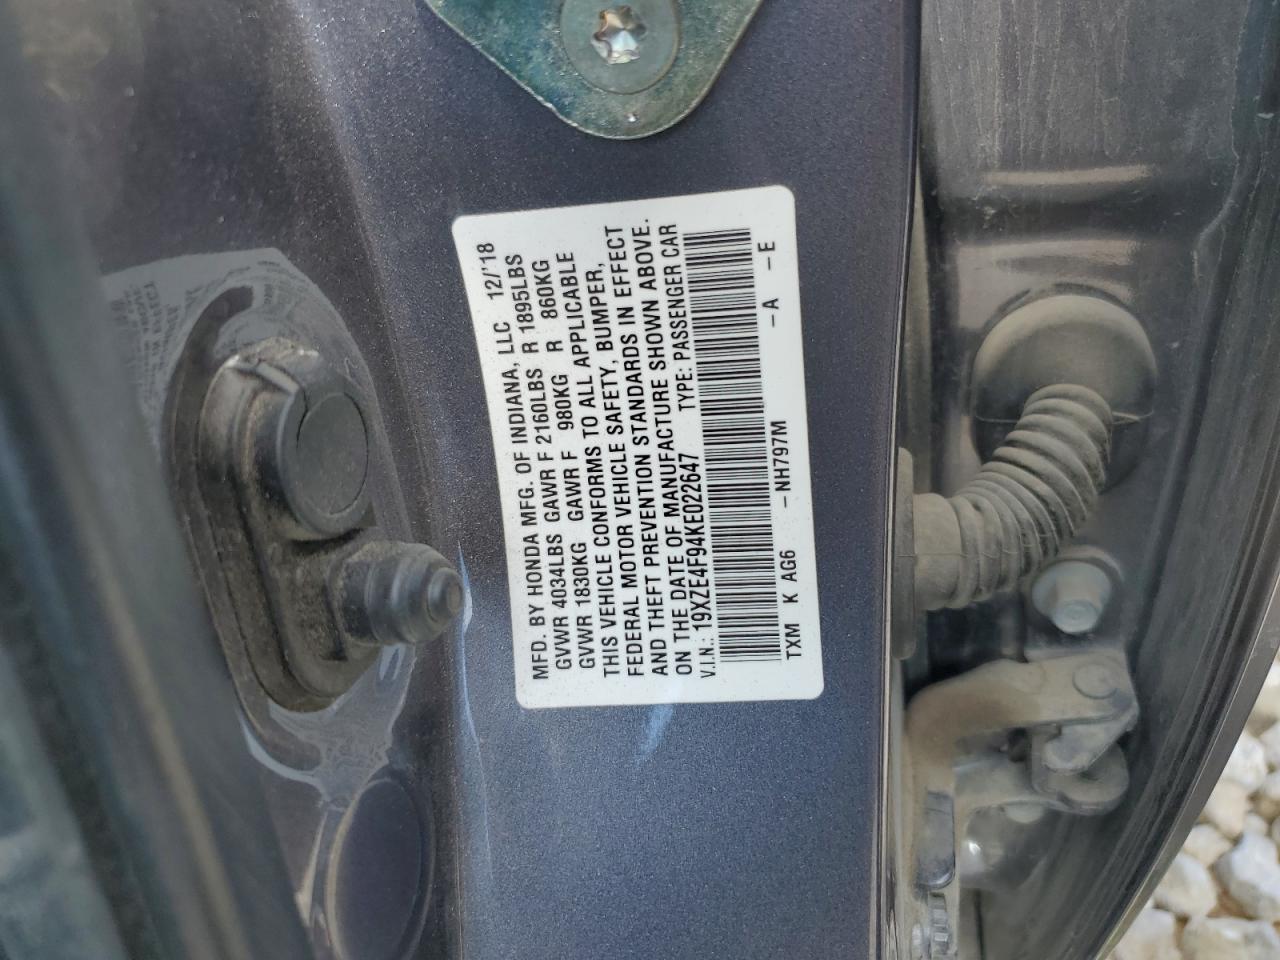 MFD. BY HONDA MFG. OF INDIANA, LLC 12/'18
GVWR 4034LBS GAWR F 2160LBS R 1895LBS
GVWR 1830KG GAWR F 980KG R 860KG
THIS VEHICLE CONFORMS TO ALL APPLICABLE
FEDERAL MOTOR VEHICLE SAFETY, BUMPER,
AND THEFT PREVENTION STANDARDS IN EFFECT
ON THE DATE OF MANUFACTURE SHOWN ABOVE.
V.I.N.: 19XZE4F94KE022647 TYPE: PASSENGER CAR
TXM K AG6 -NH797M -A -E